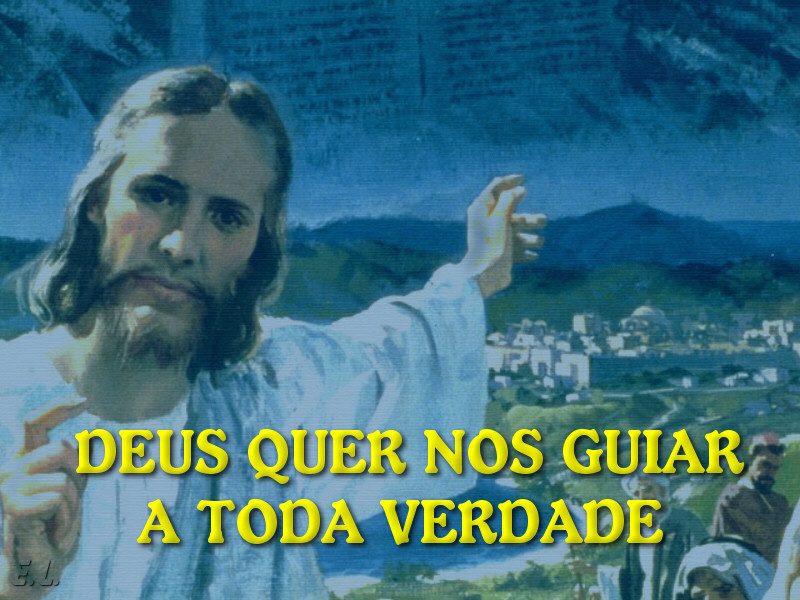 DEUS QUER NOS GUIAR
A TODA VERDADE
E. L.